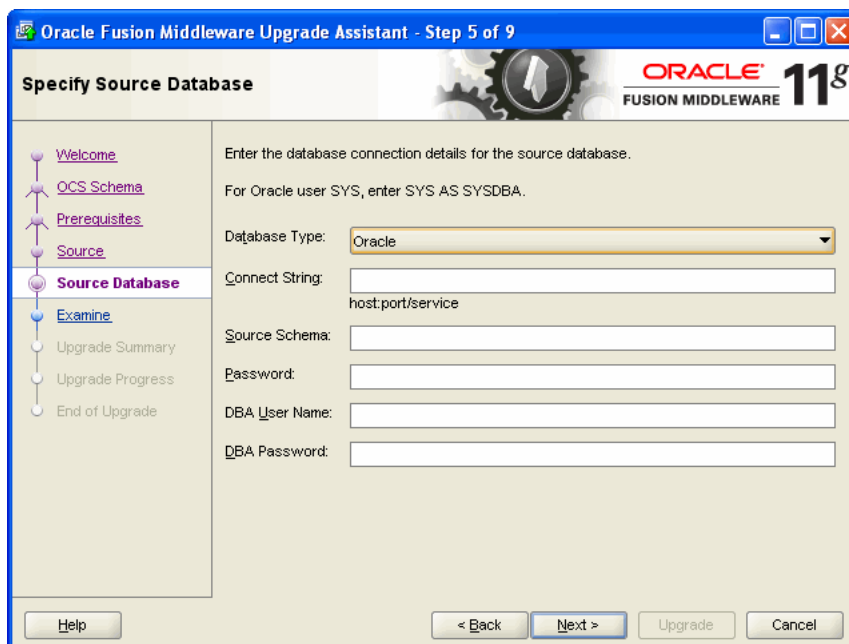 Oracle Fusion Middleware Upgrade Assistant - Step 5 of 9
Specify Source Database
ORACLE
FUSION MIDDLEWARE 11g
Welcome
OCS Schema
Prerequisites
Source
Source Database
Examine
Upgrade Summary
Upgrade Progress
End of Upgrade
Enter the database connection details for the source database.
For Oracle user SYS, enter SYS AS SYSDBA.
Database Type: Oracle
Connect String:
host:port/service
Source Schema:
Password:
DBA User Name:
DBA Password:
Help < Back Next > Upgrade Cancel